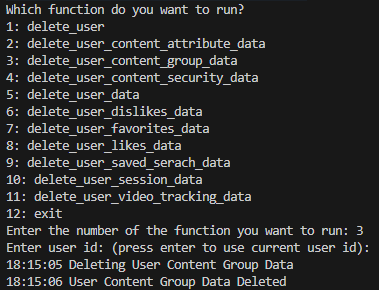 Which function do you want to run?
1: delete_user
2: delete_user_content_attribute_data
3: delete_user_content_group_data
4: delete_user_content_security_data
5: delete_user_data
6: delete_user_dislikes_data
7: delete_user_favorites_data
8: delete_user_likes_data
9: delete_user_saved_serach_data
10: delete_user_session_data
11: delete_user_video_tracking_data
12: exit
Enter the number of the function you want to run: 3
Enter user id: (press enter to use current user id):
18:15:05 Deleting User Content Group Data
18:15:06 User Content Group Data Deleted